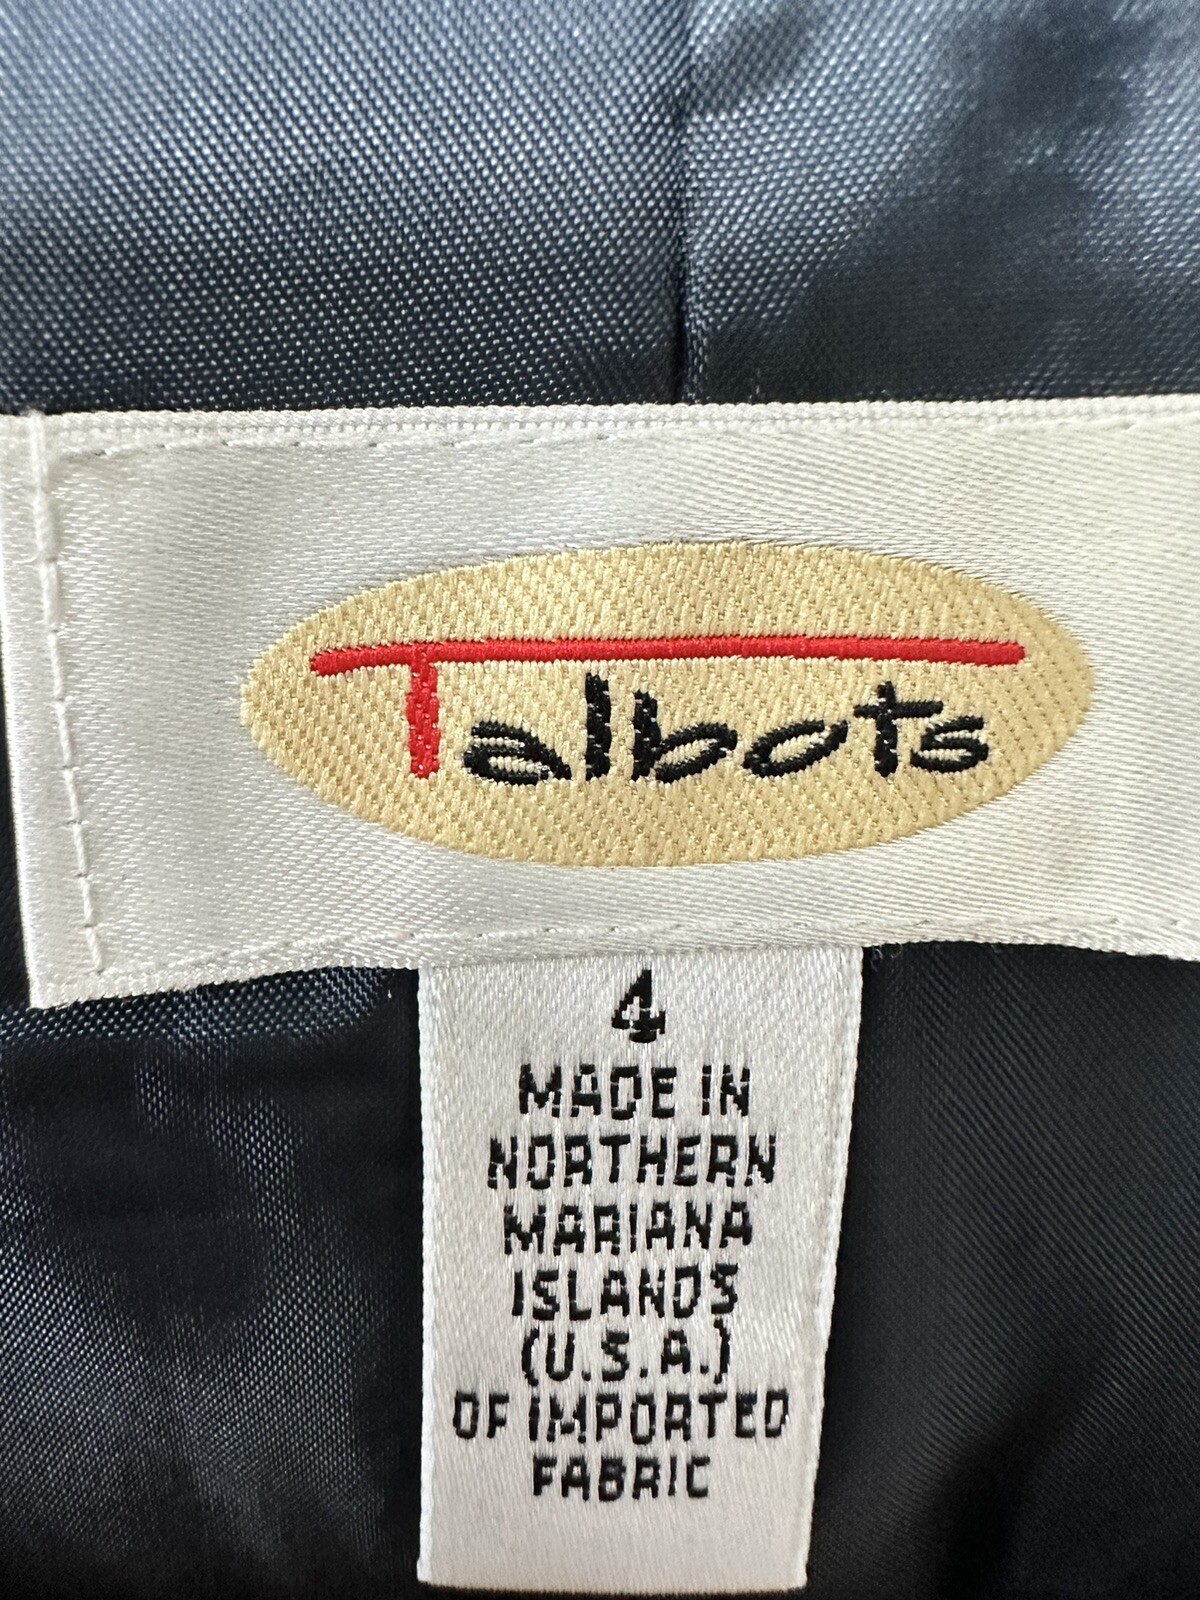 Talbots
4
MADE IN
NORTHERN
MARIANA
ISLANDS
(U.S.A.)
OF IMPORTED
FABRIC